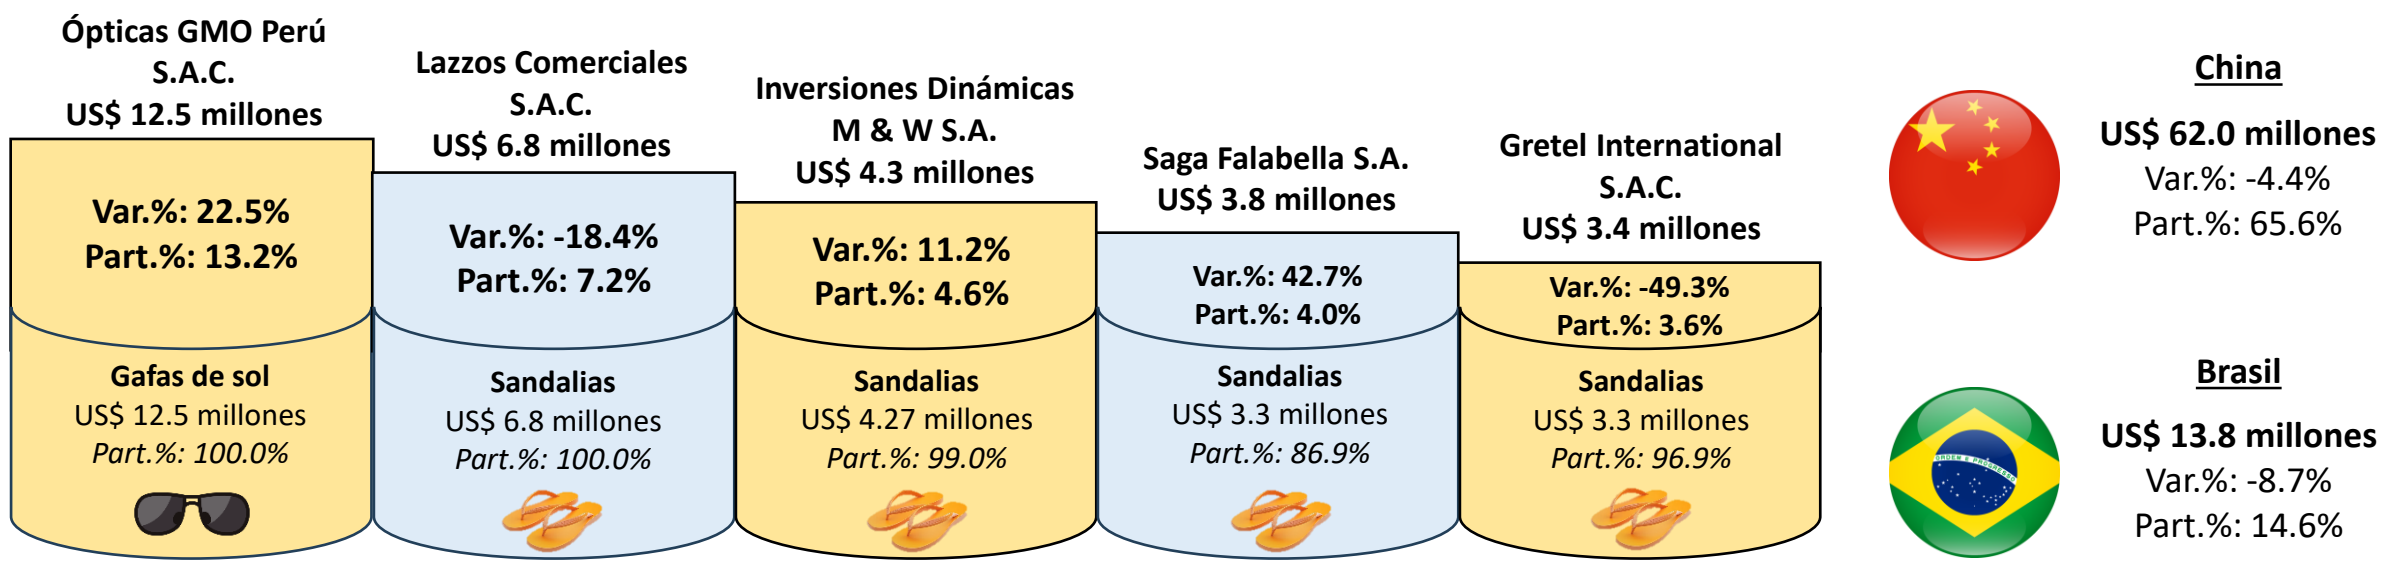 Ópticas GMO Perú
S.A.C.
US$ 12.5 millones
Var.%: 22.5%
Part.%: 13.2%
Gafas de sol
US$ 12.5 millones
Part.%: 100.0%
Lazzos Comerciales
S.A.C.
US$ 6.8 millones
Var.%: -18.4%
Part.%: 7.2%
Sandalias
US$ 6.8 millones
Part.%: 100.0%
Inversiones Dinámicas
M & W S.A.
US$ 4.3 millones
Var.%: 11.2%
Part.%: 4.6%
Sandalias
US$ 4.27 millones
Part.%: 99.0%
Saga Falabella S.A.
US$ 3.8 millones
Var.%: 42.7%
Part.%: 4.0%
Sandalias
US$ 3.3 millones
Part.%: 86.9%
Gretel International
S.A.C.
US$ 3.4 millones
Var.%: -49.3%
Part.%: 3.6%
Sandalias
US$ 3.3 millones
Part.%: 96.9%
China
US$ 62.0 millones
Var.%: -4.4%
Part.%: 65.6%
Brasil
ORDEM E PROGRESSO
US$ 13.8 millones
Var.%: -8.7%
Part.%: 14.6%